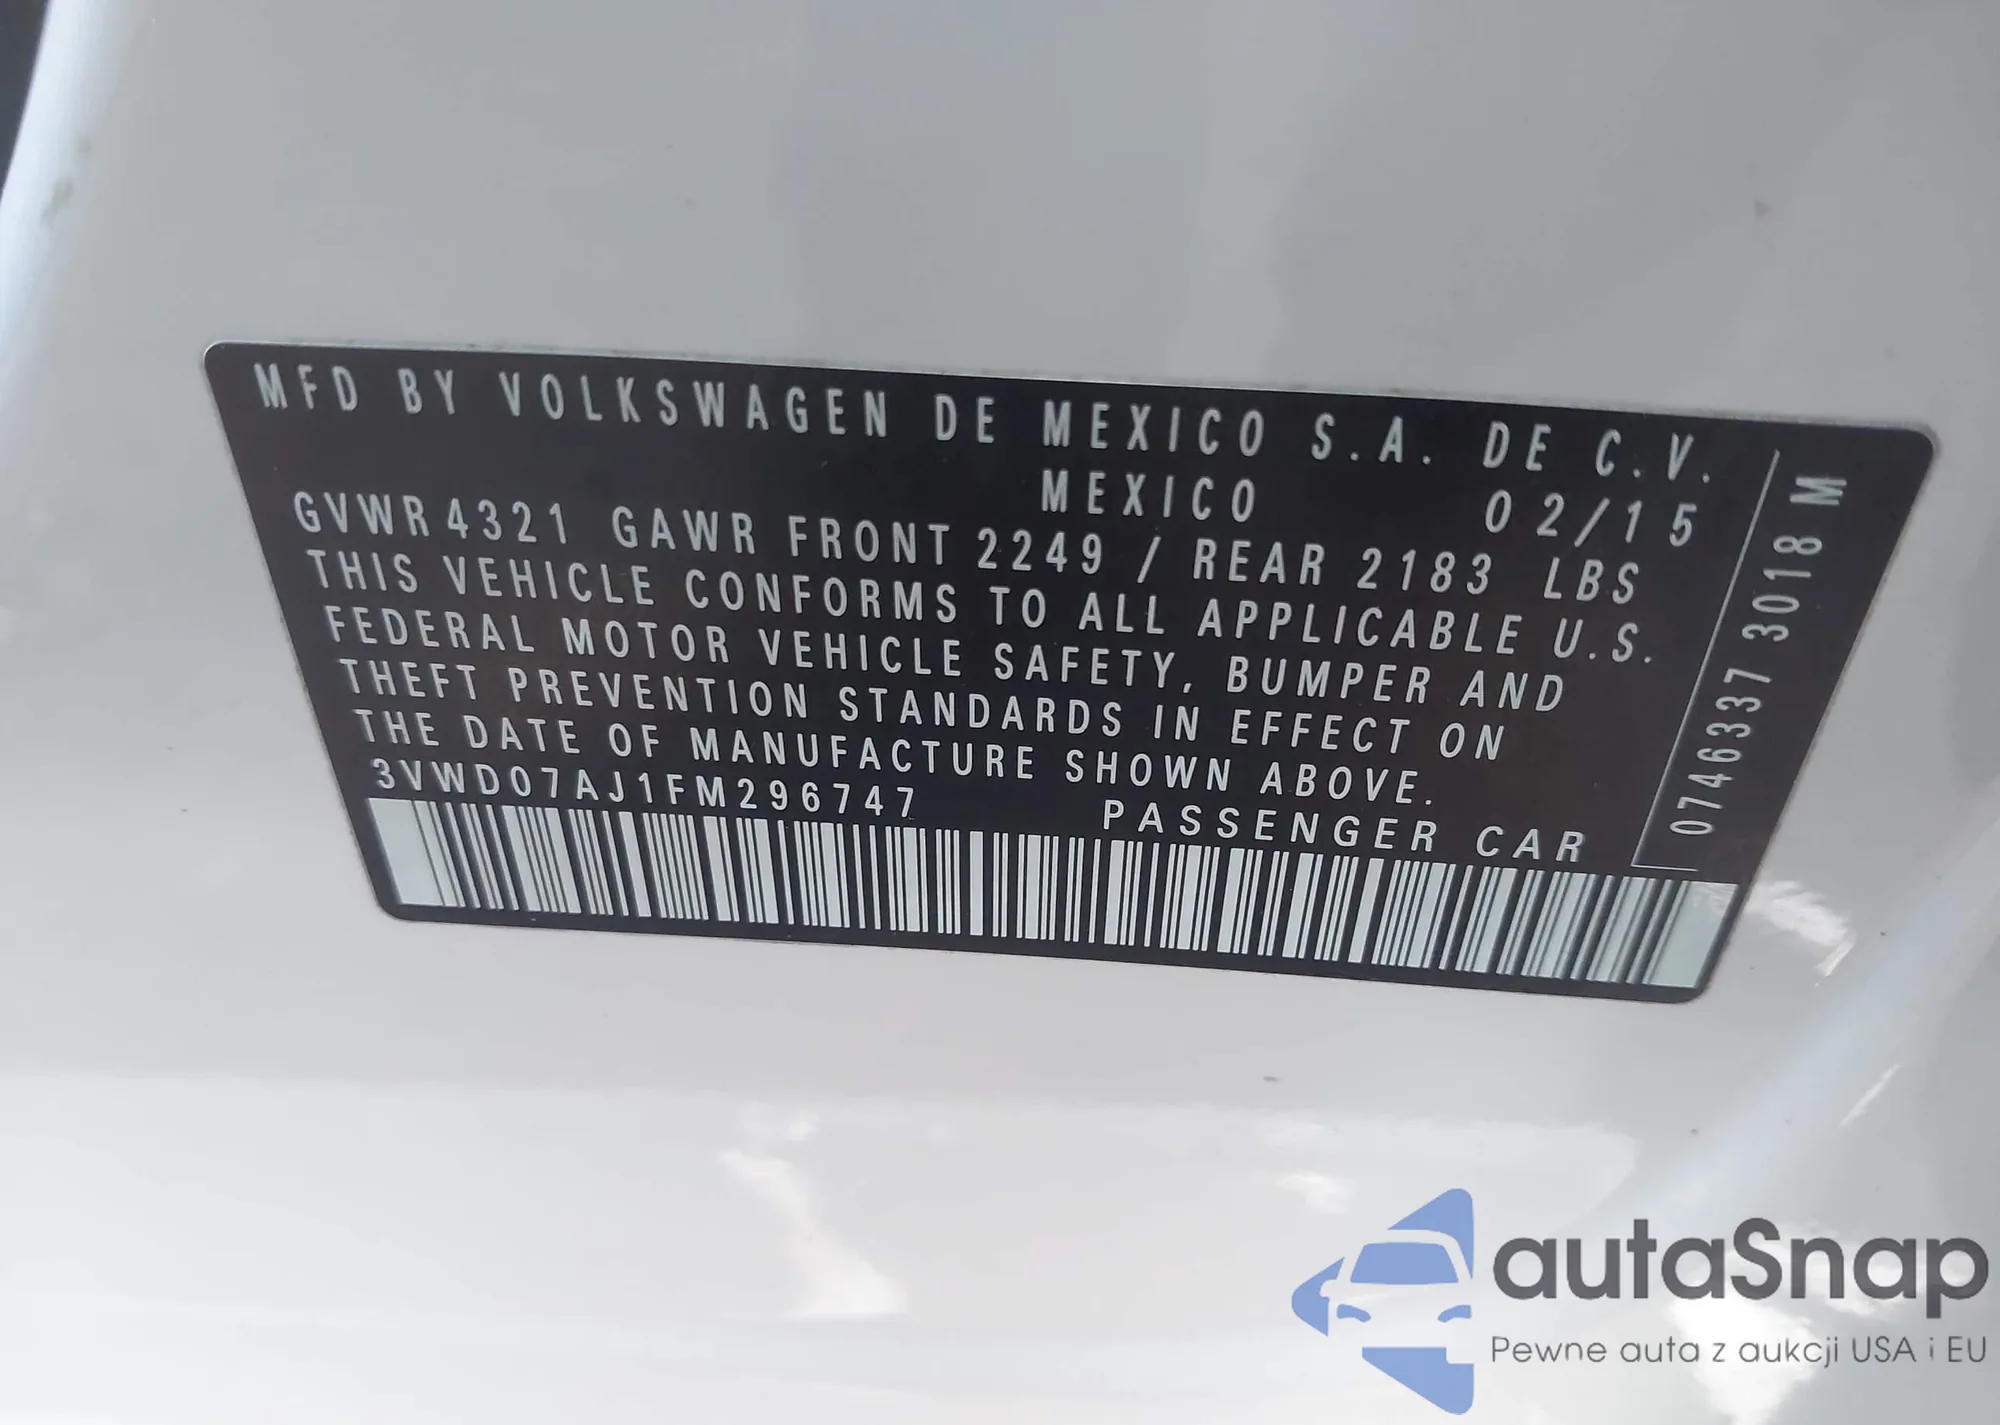 MFD BY VOLKSWAGEN DE MEXICO S.A. DE C.V.
MEXICO 02/15
GVWR 4321 GAWR FRONT 2249 / REAR 2183 LBS
THIS VEHICLE CONFORMS TO ALL APPLICABLE U.S.
FEDERAL MOTOR VEHICLE SAFETY, BUMPER AND
THEFT PREVENTION STANDARDS IN EFFECT ON
THE DATE OF MANUFACTURE SHOWN ABOVE.
3VWD07AJ1FM296747 PASSENGER CAR
0746337 3018 M
autaSnap
Pewne auta z aukcji USA i EU